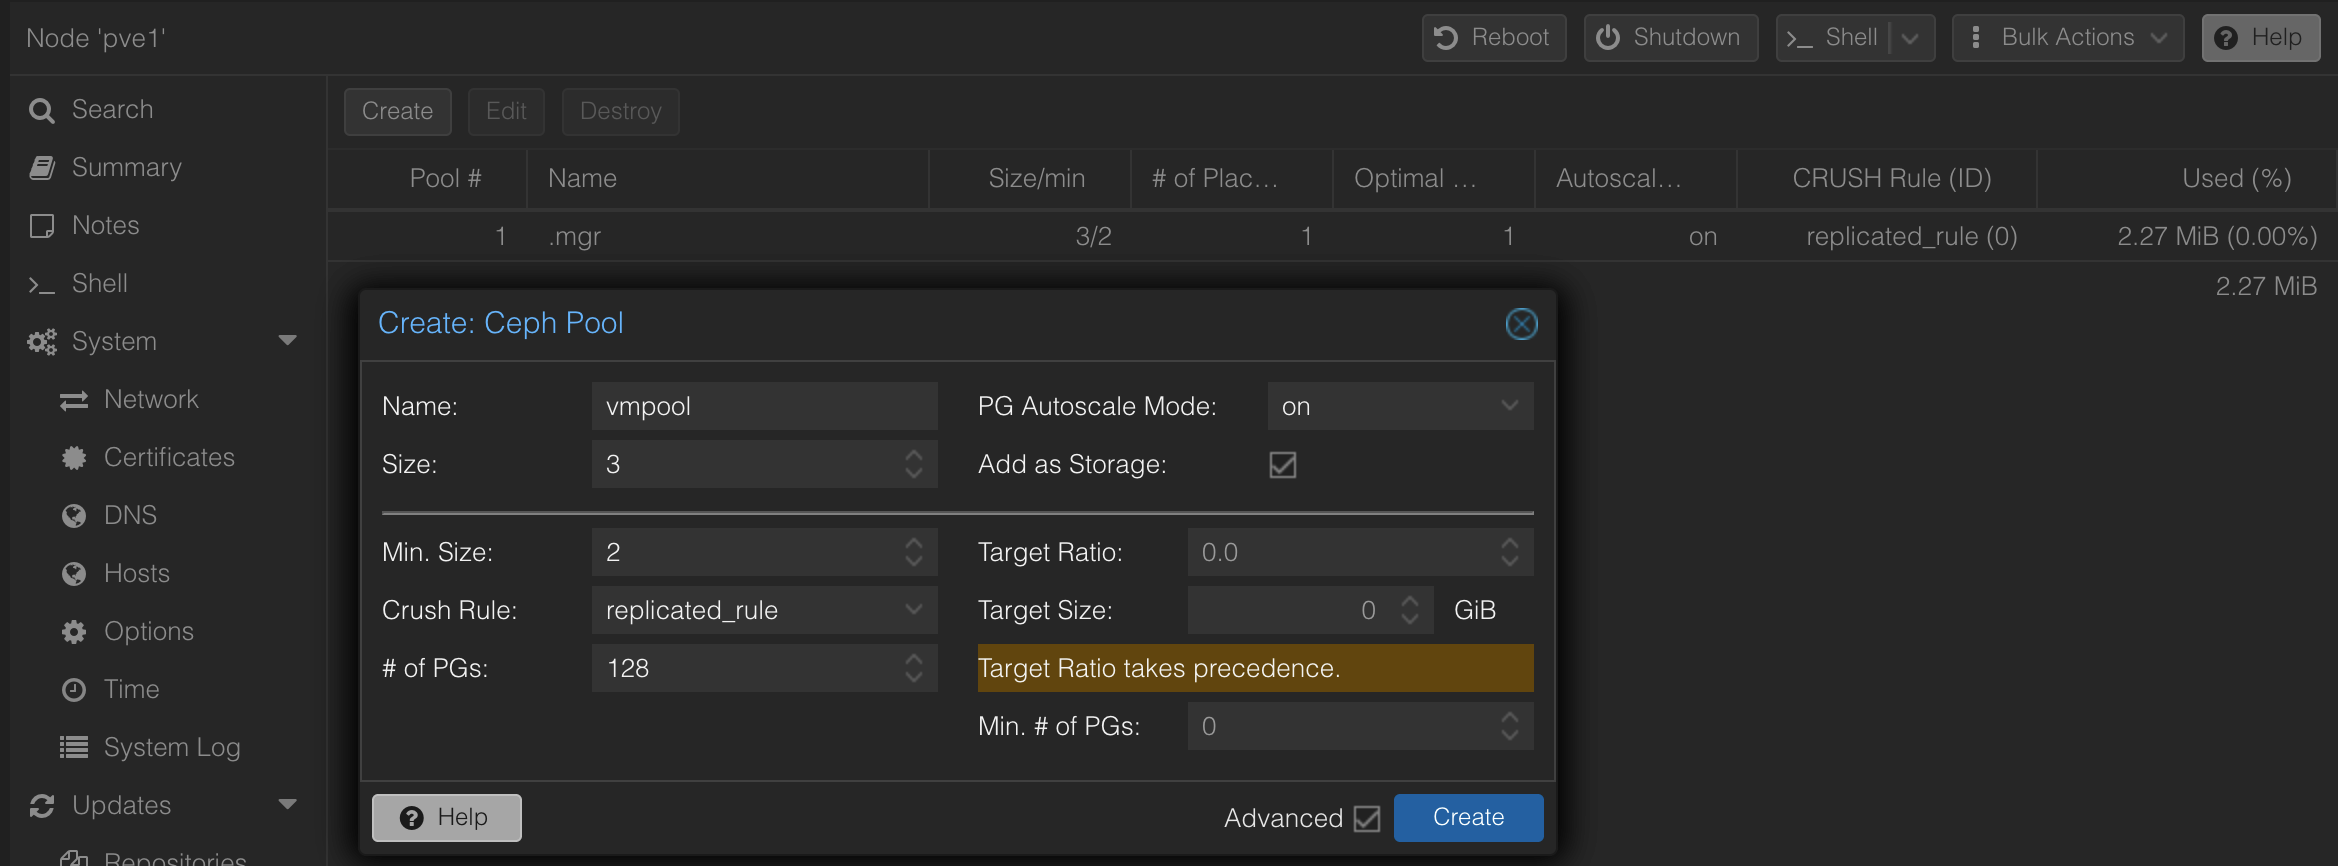 Node 'pve1'
Reboot
Shutdown
Shell
Bulk Actions
Help
Search
Summary
Notes
Shell
System
Network
Certificates
DNS
Hosts
Options
Time
System Log
Updates
Repositories
Create
Edit
Destroy
Pool # Name Size/min # of Plac... Optimal ... Autoscal... CRUSH Rule (ID) Used (%)
1 .mgr 3/2 1 1 on replicated_rule (0) 2.27 MiB (0.00%)
2.27 MiB
Create: Ceph Pool
Name: vmpool
PG Autoscale Mode: on
Size: 3
Add as Storage:
Min. Size: 2
Target Ratio: 0.0
Crush Rule: replicated_rule
Target Size: 0 GiB
# of PGs: 128
Target Ratio takes precedence.
Min. # of PGs: 0
Help
Advanced
Create